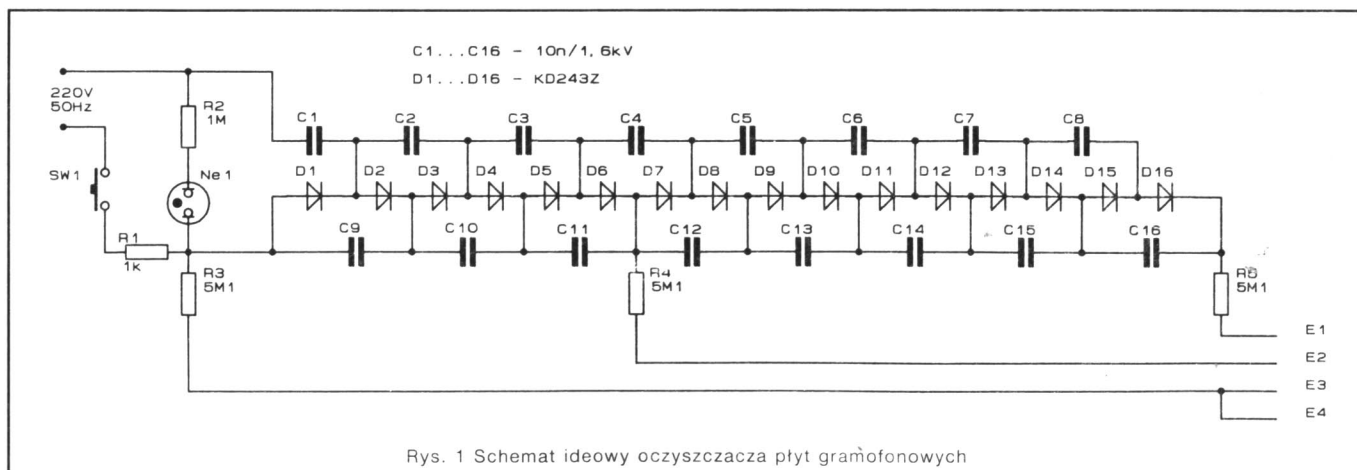 C1...C16 - 10n/1,6kV
D1...D16 - KD243Z
220V
50Hz
R2
1M
SW1
Ne1
R1
1k
R3
5M1
C1 C2 C3 C4 C5 C6 C7 C8
D1 D2 D3 D4 D5 D6 D7 D8 D9 D10 D11 D12 D13 D14 D15 D16
C9 C10 C11 C12 C13 C14 C15 C16
R4
5M1
R5
5M1
E1
E2
E3
E4
Rys. 1 Schemat ideowy oczyszczacza płyt gramofonowych